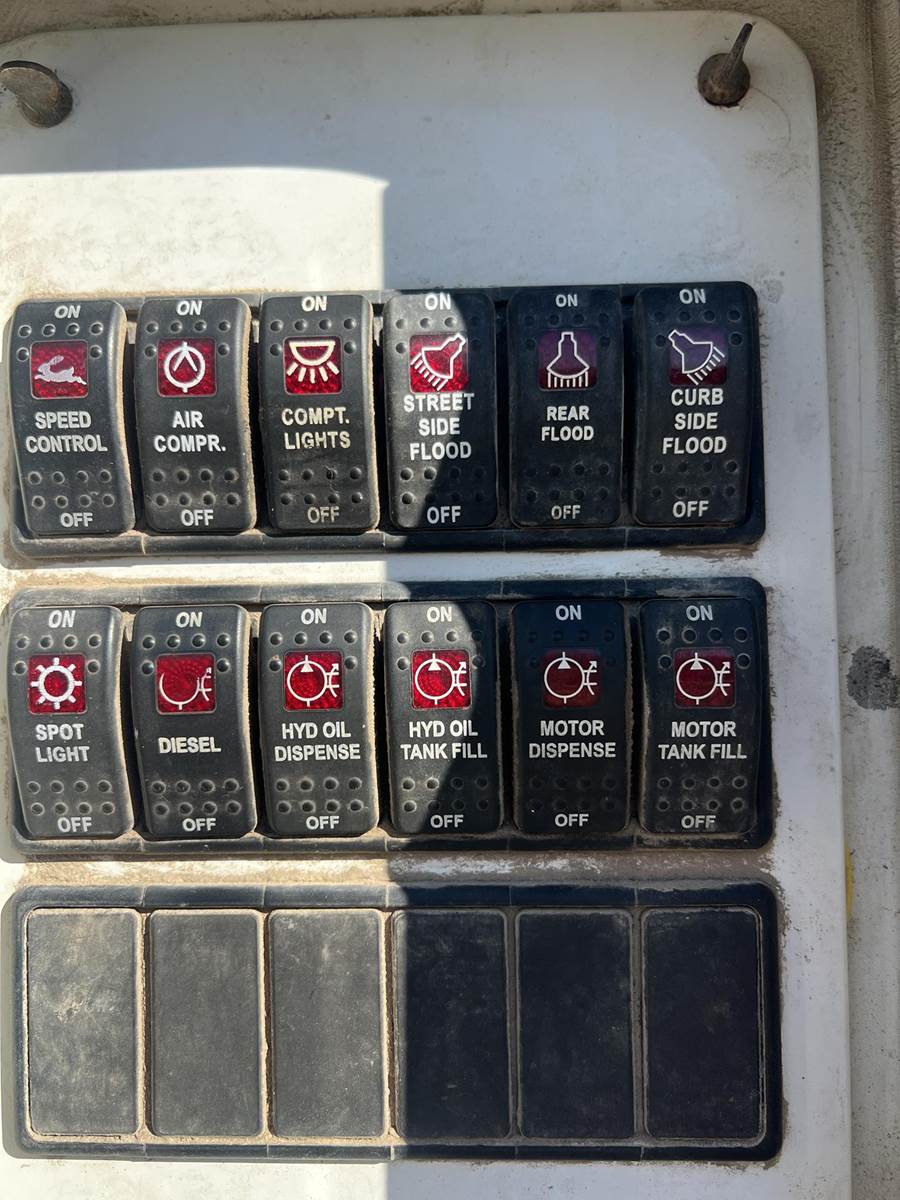 ON
SPEED
CONTROL
OFF
ON
AIR
COMPR.
OFF
ON
COMPT.
LIGHTS
OFF
ON
STREET
SIDE
FLOOD
OFF
ON
REAR
FLOOD
OFF
ON
CURB
SIDE
FLOOD
OFF
ON
SPOT
LIGHT
OFF
ON
DIESEL
OFF
ON
HYD OIL
DISPENSE
OFF
ON
HYD OIL
TANK FILL
OFF
ON
MOTOR
DISPENSE
OFF
ON
MOTOR
TANK FILL
OFF